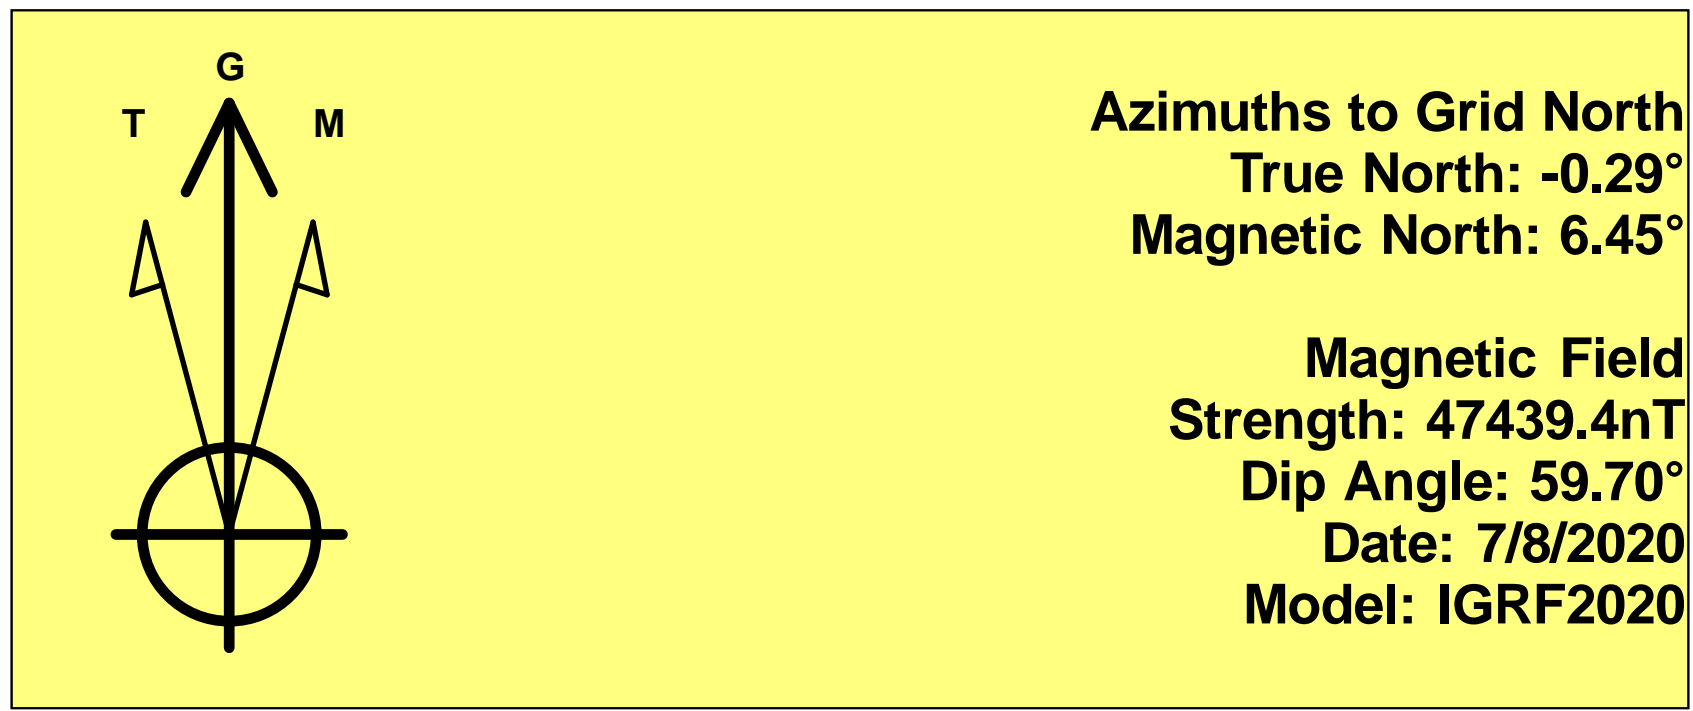 G
T M
Azimuths to Grid North
True North: -0.29°
Magnetic North: 6.45°
Magnetic Field
Strength: 47439.4nT
Dip Angle: 59.70°
Date: 7/8/2020
Model: IGRF2020